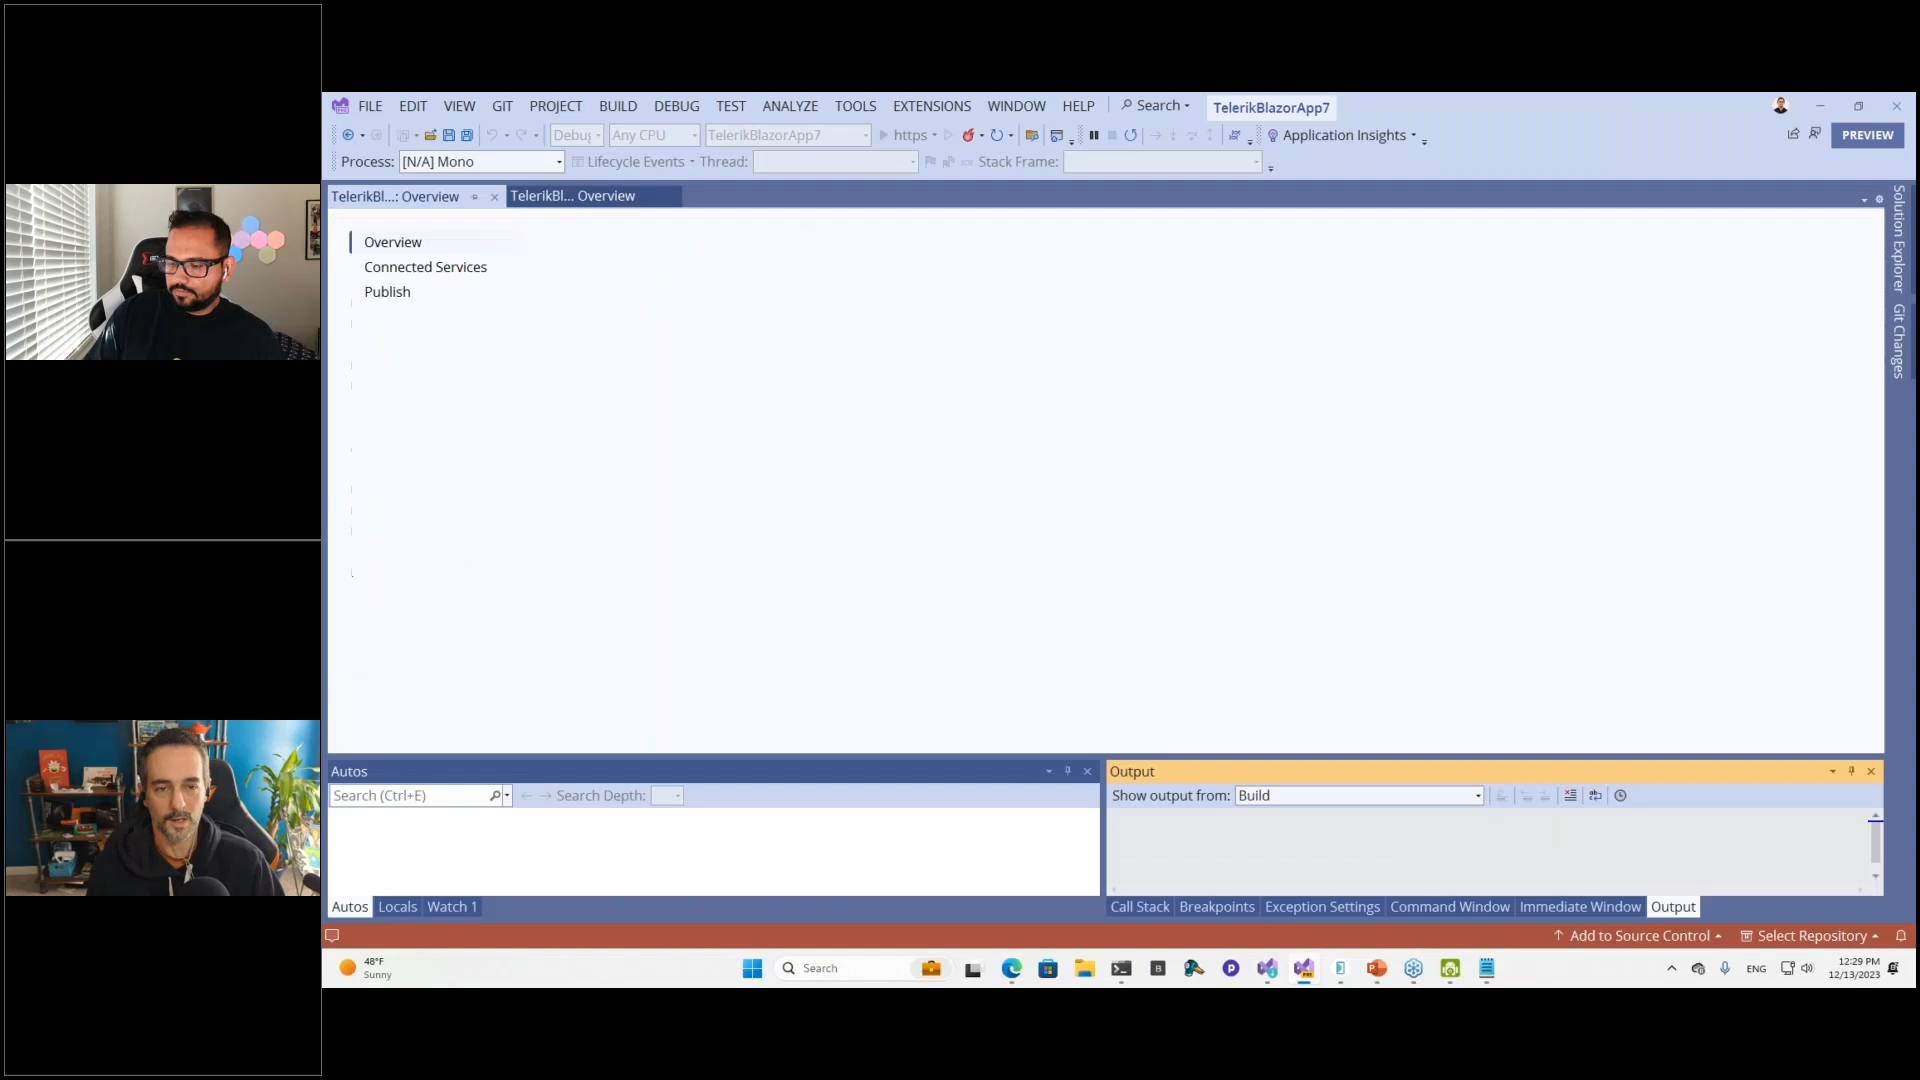 FILE EDIT VIEW GIT PROJECT BUILD DEBUG TEST ANALYZE TOOLS EXTENSIONS WINDOW HELP Search TelerikBlazorApp7
Debug Any CPU TelerikBlazorApp7 https Application Insights PREVIEW
Process: [N/A] Mono Lifecycle Events Thread: Stack Frame:
TelerikBl...: Overview TelerikBl... Overview
Overview
Connected Services
Publish
Solution Explorer
Git Changes
Autos
Search (Ctrl+E) Search Depth:
Autos Locals Watch 1
Output
Show output from: Build
Call Stack Breakpoints Exception Settings Command Window Immediate Window Output
Add to Source Control Select Repository
48°F
Sunny
Search
ENG
12:29 PM
12/13/2023